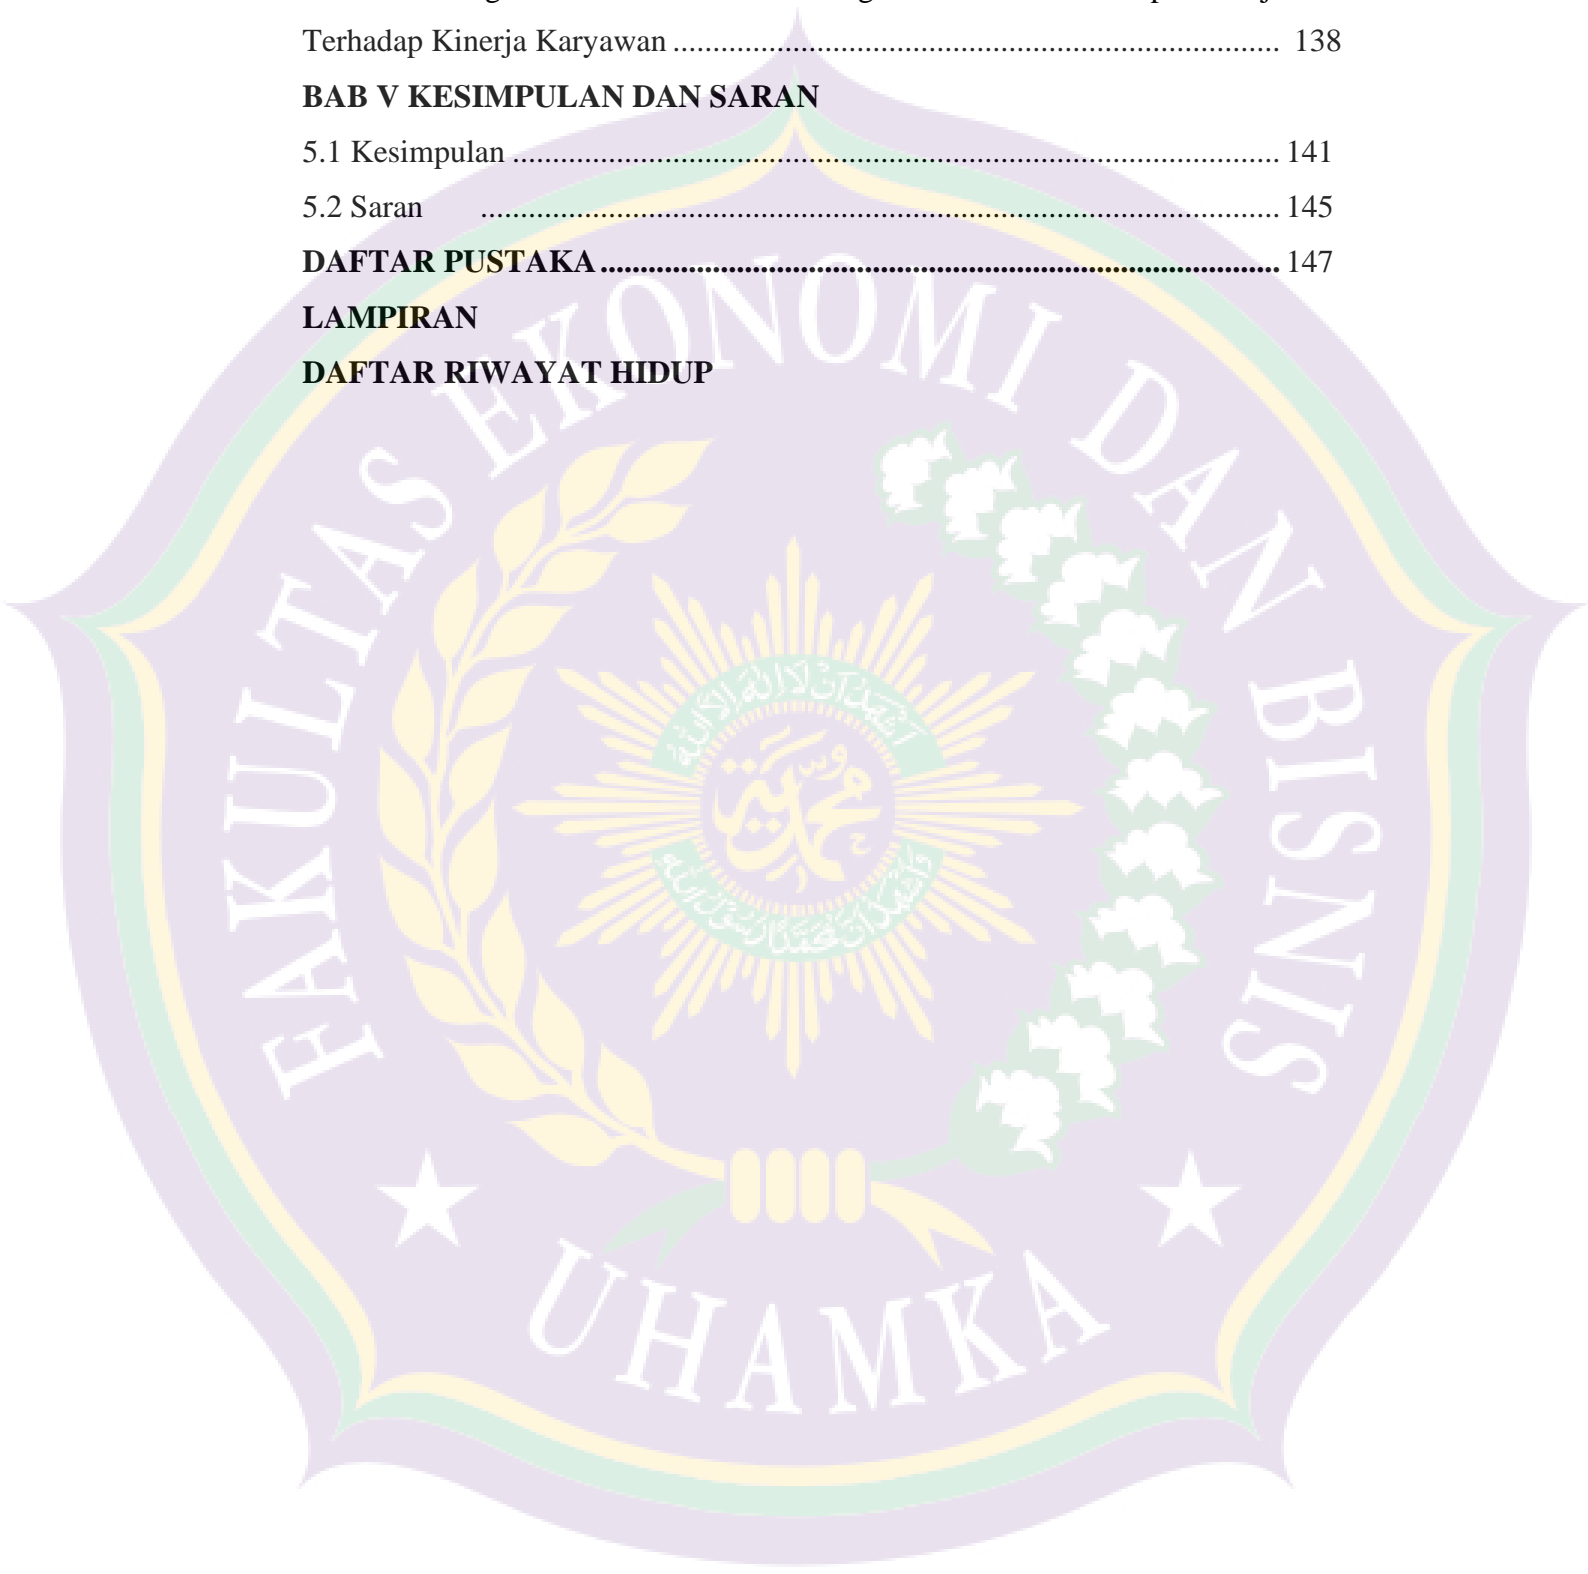 Terhadap Kinerja Karyawan ............................................................................. 138
BAB V KESIMPULAN DAN SARAN
5.1 Kesimpulan ................................................................................................. 141
5.2 Saran ..................................................................................................... 145
DAFTAR PUSTAKA ...................................................................................... 147
LAMPIRAN
DAFTAR RIWAYAT HIDUP
FAKULTAS EKONOMI DAN BISNIS
UHAMKA
محمدية